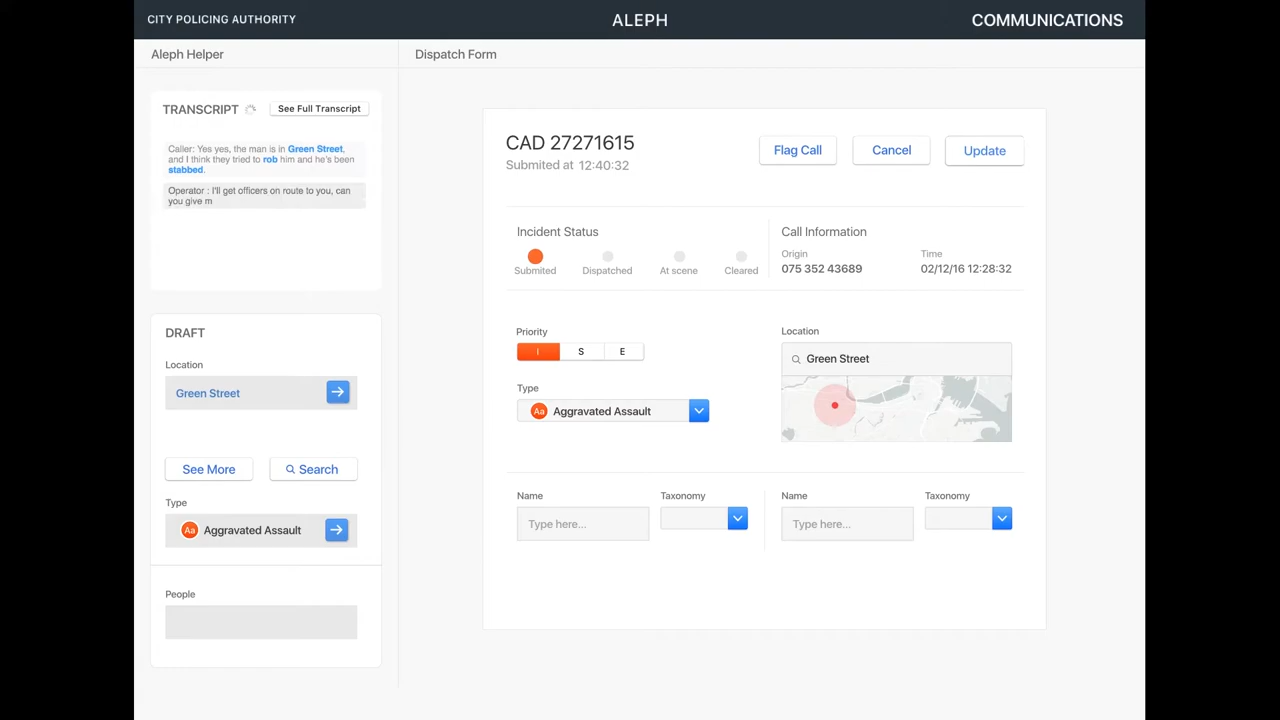 CITY POLICING AUTHORITY
ALEPH
COMMUNICATIONS
Aleph Helper
Dispatch Form
TRANSCRIPT
See Full Transcript
Caller: Yes yes, the man is in Green Street,
and I think they tried to rob him and he's been
stabbed.
Operator : I'll get officers on route to you, can
you give m
DRAFT
Location
Green Street
See More
Search
Type
Aa Aggravated Assault
People
CAD 27271615
Submited at 12:40:32
Flag Call
Cancel
Update
Incident Status
Submited
Dispatched
At scene
Cleared
Call Information
Origin
075 352 43689
Time
02/12/16 12:28:32
Priority
I
S
E
Type
Aa Aggravated Assault
Location
Green Street
Name
Type here...
Taxonomy
Name
Type here...
Taxonomy